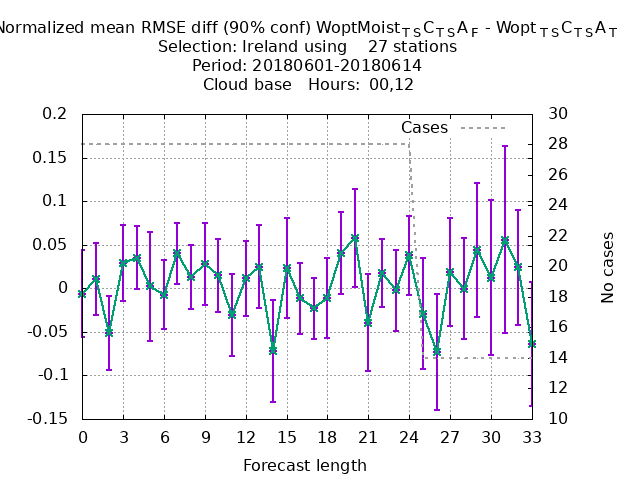 Normalized mean RMSE diff (90% conf) WoptMoist_TSC_TSA_F - Wopt_TSC_TSA_T
Selection: Ireland using 27 stations
Period: 20180601-20180614
Cloud base Hours: 00,12
Cases
0.2
0.15
0.1
0.05
0
-0.05
-0.1
-0.15
30
28
26
24
22
20
18
16
14
12
10
No cases
0 3 6 9 12 15 18 21 24 27 30 33
Forecast length